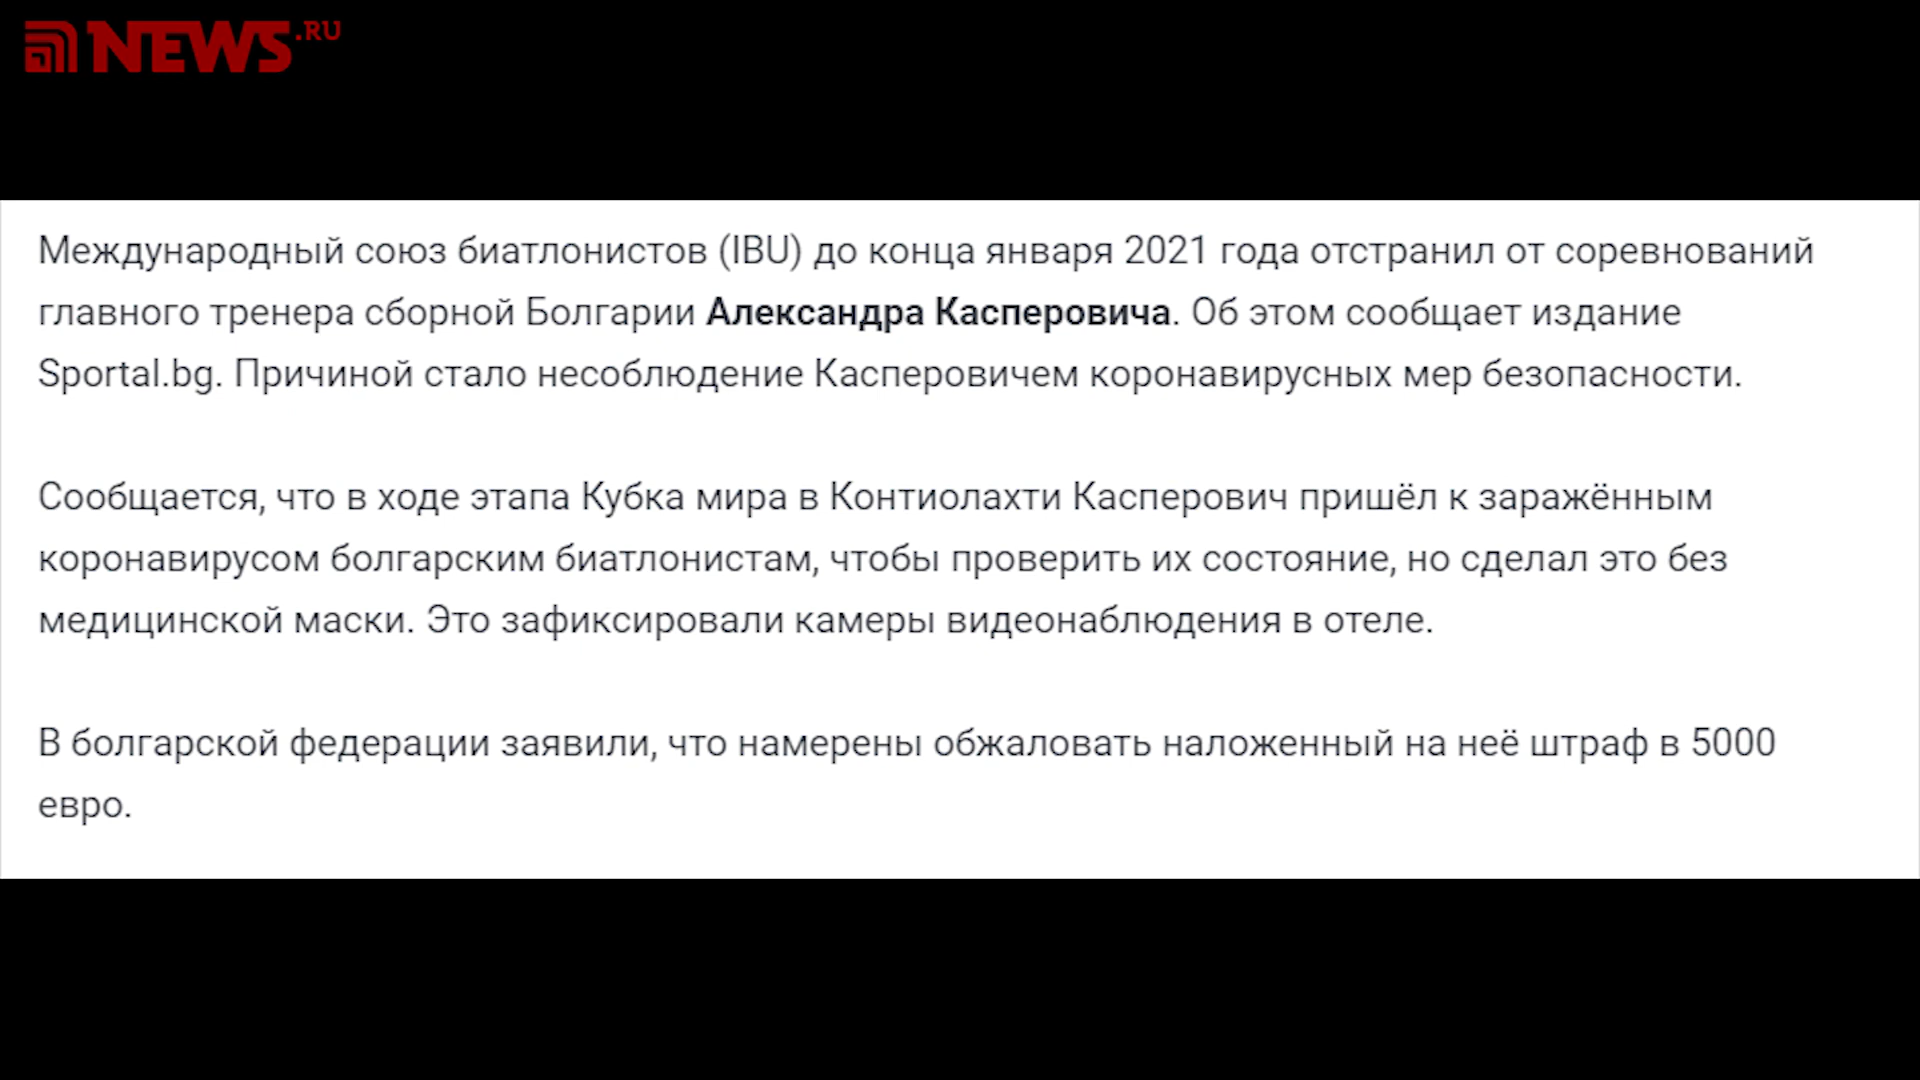 NEWS.RU
Международный союз биатлонистов (IBU) до конца января 2021 года отстранил от соревнований
главного тренера сборной Болгарии Александра Касперовича. Об этом сообщает издание
Sportal.bg. Причиной стало несоблюдение Касперовичем коронавирусных мер безопасности.
Сообщается, что в ходе этапа Кубка мира в Контиолахти Касперович пришёл к заражённым
коронавирусом болгарским биатлонистам, чтобы проверить их состояние, но сделал это без
медицинской маски. Это зафиксировали камеры видеонаблюдения в отеле.
В болгарской федерации заявили, что намерены обжаловать наложенный на неё штраф в 5000
евро.